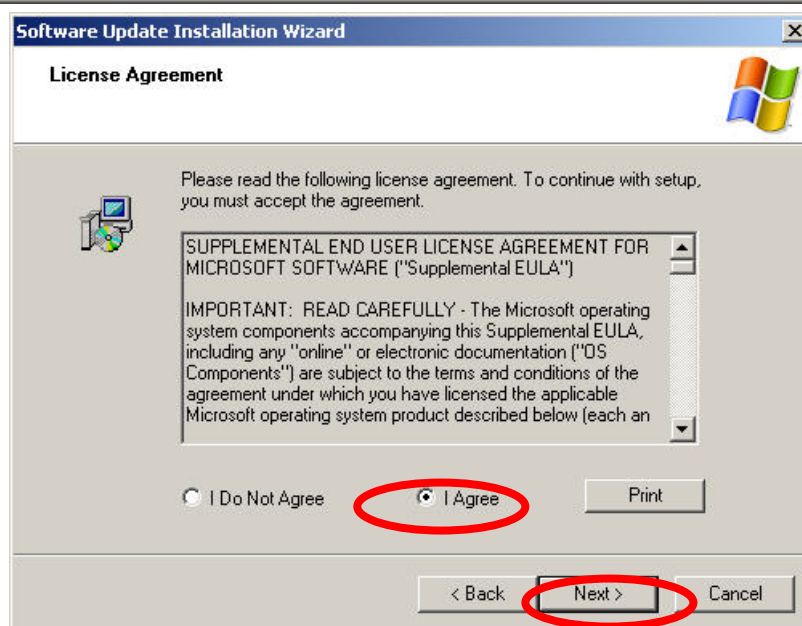 Software Update Installation Wizard
License Agreement
Please read the following license agreement. To continue with setup,
you must accept the agreement.
SUPPLEMENTAL END USER LICENSE AGREEMENT FOR
MICROSOFT SOFTWARE ("Supplemental EULA")
IMPORTANT:  READ CAREFULLY - The Microsoft operating
system components accompanying this Supplemental EULA,
including any "online" or electronic documentation ("OS
Components") are subject to the terms and conditions of the
agreement under which you have licensed the applicable
Microsoft operating system product described below (each an
I Do Not Agree I Agree Print
< Back Next > Cancel